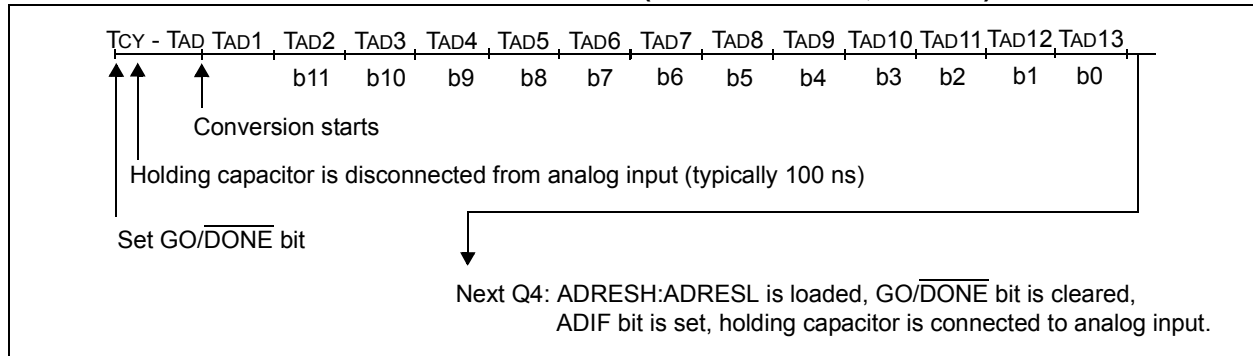 TCY - TAD TAD1 TAD2 TAD3 TAD4 TAD5 TAD6 TAD7 TAD8 TAD9 TAD10 TAD11 TAD12 TAD13
b11 b10 b9 b8 b7 b6 b5 b4 b3 b2 b1 b0
Conversion starts
Holding capacitor is disconnected from analog input (typically 100 ns)
Set GO/DONE bit
Next Q4: ADRESH:ADRESL is loaded, GO/DONE bit is cleared,
ADIF bit is set, holding capacitor is connected to analog input.